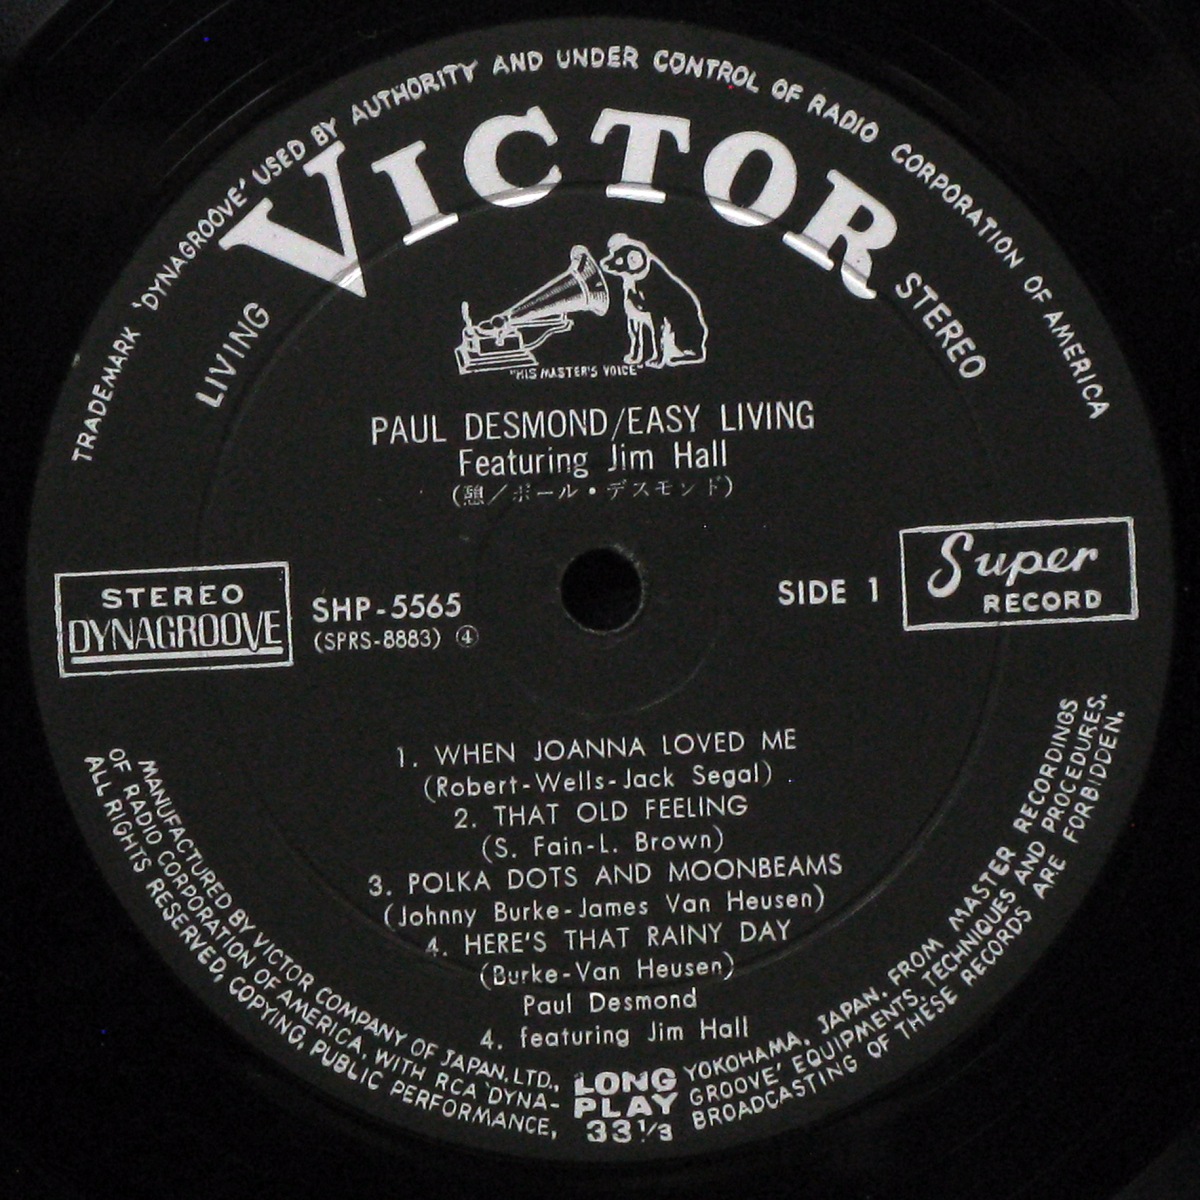 TRADEMARK 'DYNAGROOVE' USED BY AUTHORITY AND UNDER CONTROL OF RADIO CORPORATION OF AMERICA
VICTOR
LIVING
STEREO
"HIS MASTER'S VOICE"
PAUL DESMOND/EASY LIVING
Featuring Jim Hall
(憩/ポール・デスモンド)
STEREO
DYNAGROOVE
SHP-5565
(SPRS-8883) ④
SIDE 1
Super
RECORD
1. WHEN JOANNA LOVED ME
(Robert-Wells-Jack Segal)
2. THAT OLD FEELING
(S. Fain-L. Brown)
3. POLKA DOTS AND MOONBEAMS
(Johnny Burke-James Van Heusen)
4. HERE'S THAT RAINY DAY
(Burke-Van Heusen)
Paul Desmond
4. featuring Jim Hall
MANUFACTURED BY VICTOR COMPANY OF JAPAN, LTD., YOKOHAMA, JAPAN, FROM MASTER RECORDINGS
OF RADIO CORPORATION OF AMERICA, WITH RCA 'DYNA-GROOVE' EQUIPMENTS, TECHNIQUES AND PROCEDURES.
ALL RIGHTS RESERVED, COPYING, PUBLIC PERFORMANCE, BROADCASTING OF THESE RECORDS ARE FORBIDDEN.
LONG
PLAY
33 1/3